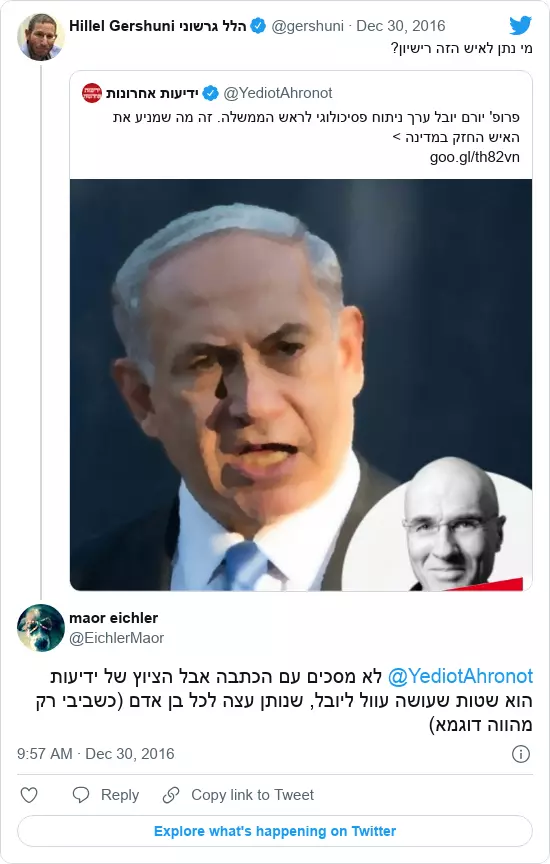 Hillel Gershuni הלל גרשוני @gershuni · Dec 30, 2016
מי נתן לאיש הזה רישיון?
ידיעות אחרונות @YediotAhronot
פרופ' יורם יובל ערך ניתוח פסיכולוגי לראש הממשלה. זה מה שמניע את
האיש החזק במדינה >
goo.gl/th82vn
maor eichler
@EichlerMaor
@YediotAhronot לא מסכים עם הכתבה אבל הציוץ של ידיעות
הוא שטות שעושה עוול ליובל, שנותן עצה לכל בן אדם (כשביבי רק
מהווה דוגמא)
9:57 AM · Dec 30, 2016
Reply Copy link to Tweet
Explore what's happening on Twitter